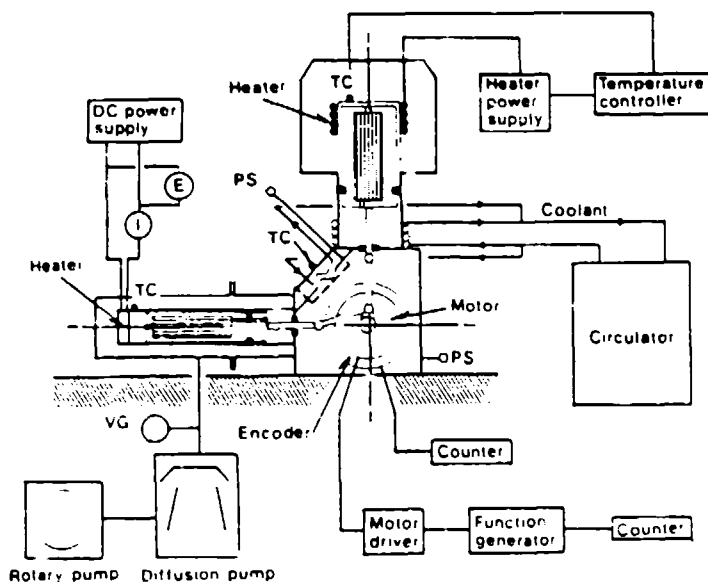 TC
Heater
DC power
supply
Heater
power
supply
Temperature
controller
E
PS
I
TC
Coolant
Heater
TC
Motor
Circulator
PS
VG
Encoder
Counter
Motor
driver
Function
generator
Counter
Rotary pump
Diffusion pump